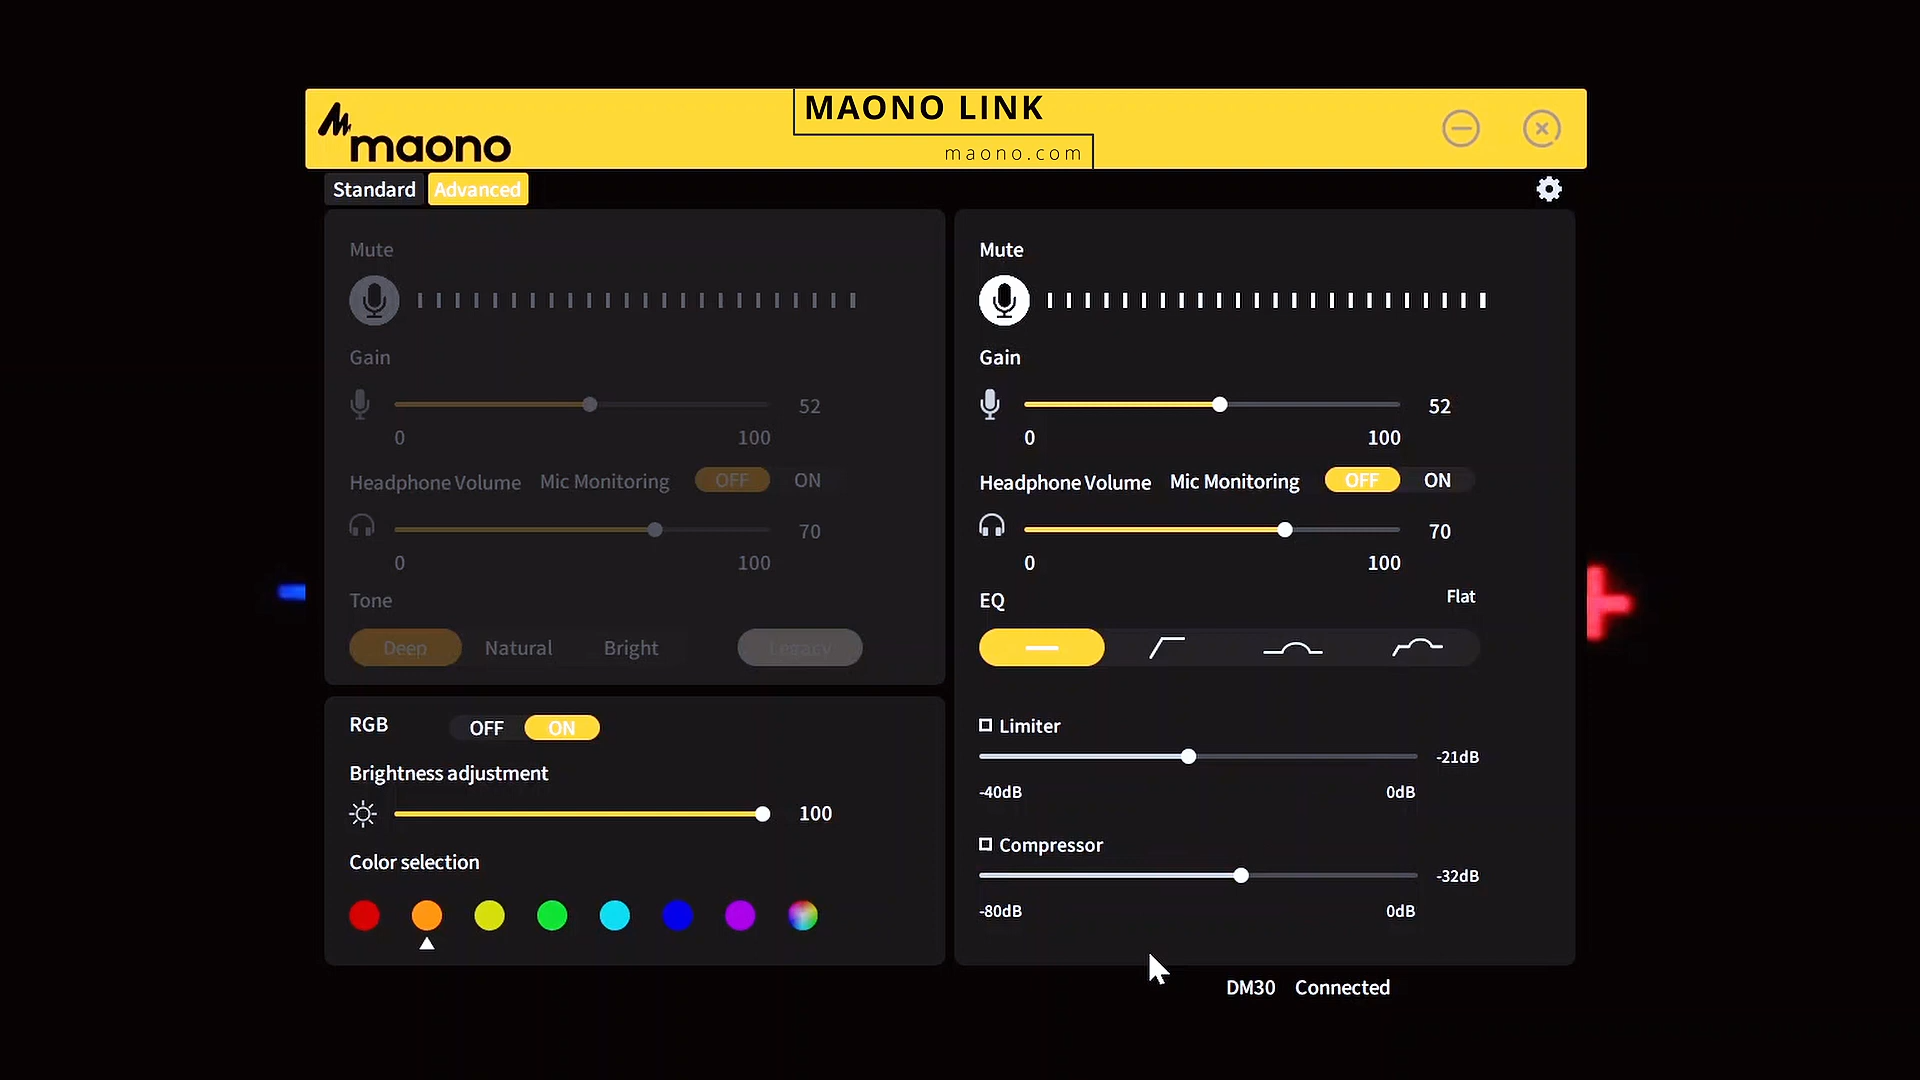 maono
MAONO LINK
maono.com
Standard Advanced
Mute
Gain
52
0 100
Headphone Volume Mic Monitoring OFF ON
70
0 100
Tone
Deep Natural Bright Legacy
RGB OFF ON
Brightness adjustment
100
Color selection
Mute
Gain
52
0 100
Headphone Volume Mic Monitoring OFF ON
70
0 100
EQ Flat
Limiter
-21dB
-40dB 0dB
Compressor
-32dB
-80dB 0dB
DM30 Connected